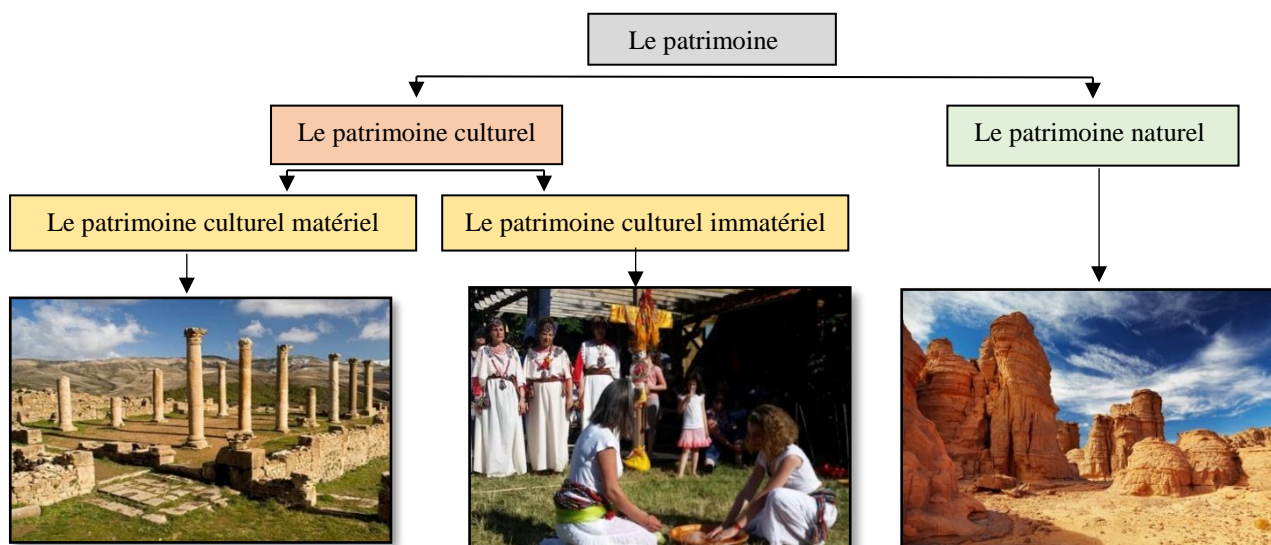 Le patrimoine
Le patrimoine culturel
Le patrimoine naturel
Le patrimoine culturel matériel
Le patrimoine culturel immatériel